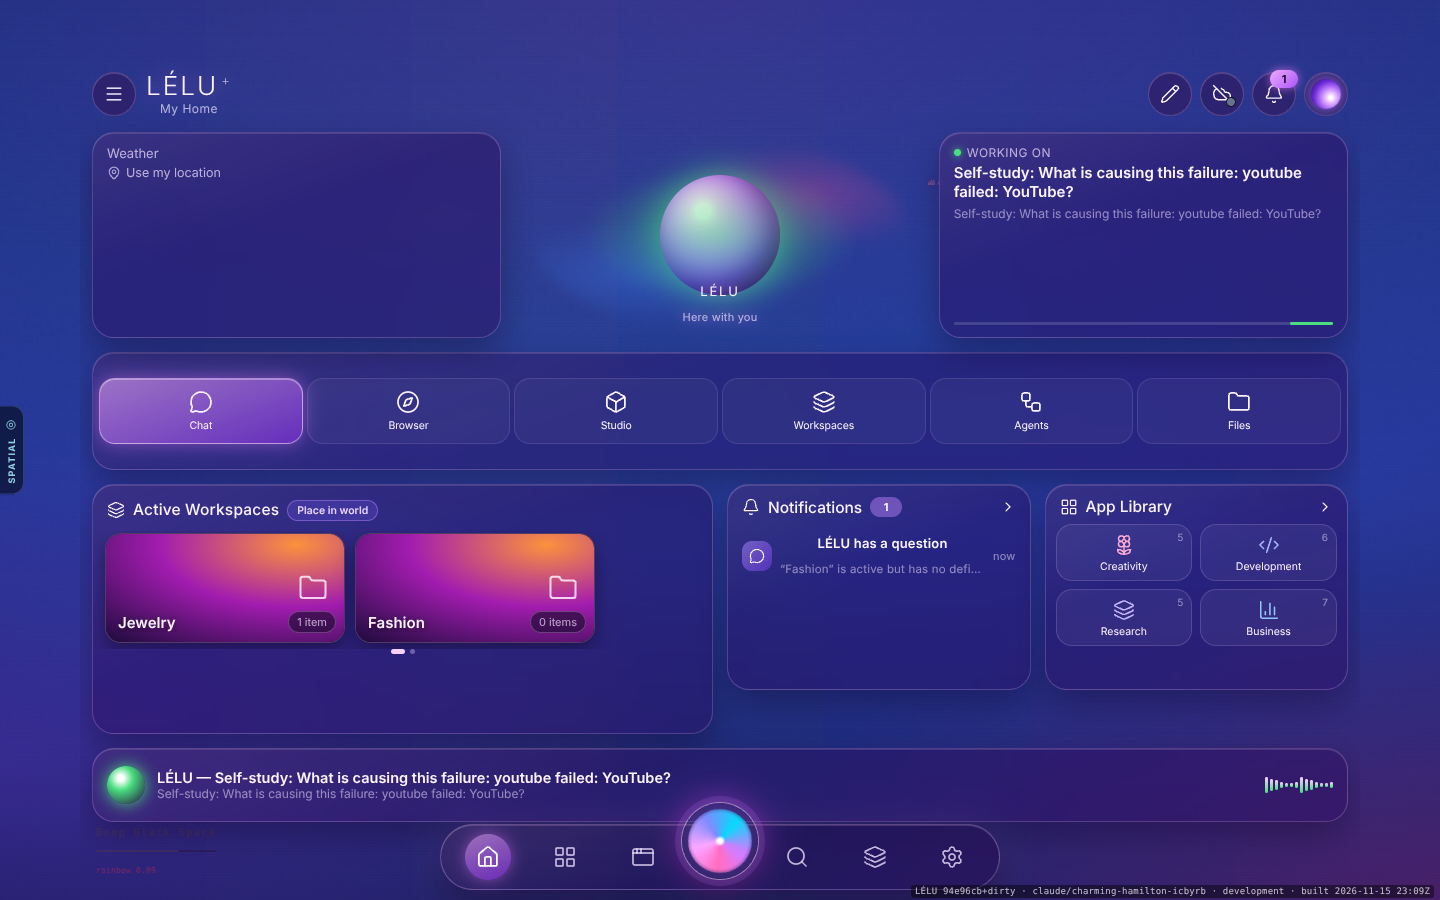 LÉLU +
My Home
1
Weather
Use my location
LÉLU
Here with you
WORKING ON
Self-study: What is causing this failure: youtube
failed: YouTube?
Self-study: What is causing this failure: youtube failed: YouTube?
SPATIAL
Chat
Browser
Studio
Workspaces
Agents
Files
Active Workspaces
Place in world
Jewelry
1 item
Fashion
0 items
Notifications
1
LÉLU has a question
“Fashion” is active but has no defi...
now
App Library
Creativity
5
Development
6
Research
5
Business
7
LÉLU — Self-study: What is causing this failure: youtube failed: YouTube?
Self-study: What is causing this failure: youtube failed: YouTube?
rainbow 0.06
LÉLU 94e96cb+dirty · claude/charming-hamilton-icbyrb · development · built 2026-11-15 23:09Z